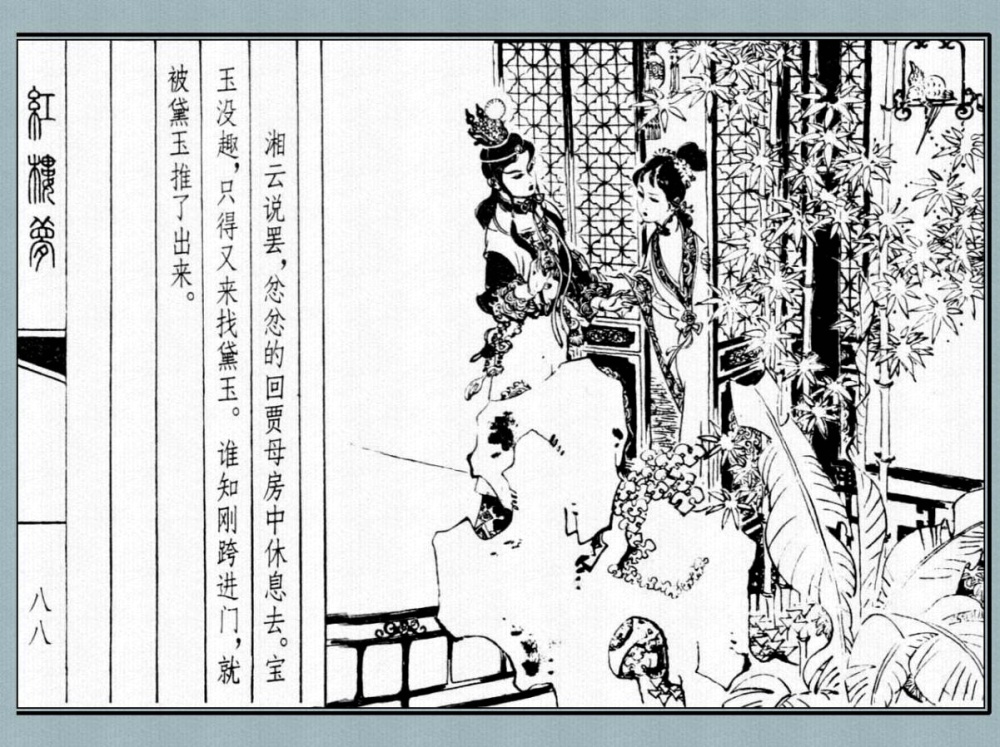 湘云说罢，忿忿的回贾母房中休息去。宝
玉没趣，只得又来找黛玉。谁知刚跨进门，就
被黛玉推了出来。
紅樓夢
八八